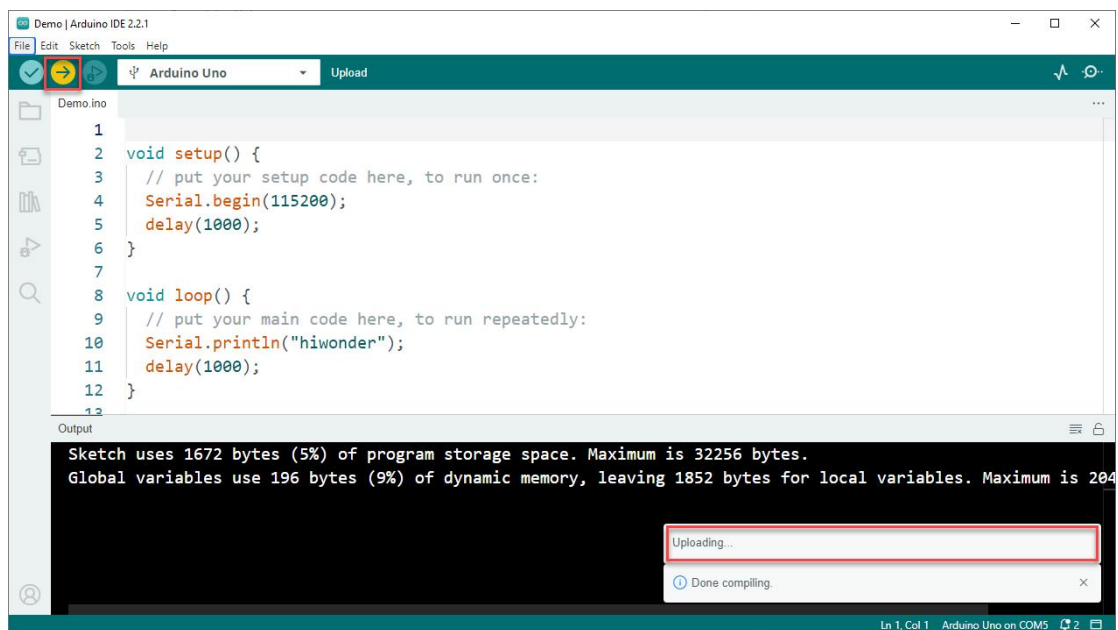 Demo | Arduino IDE 2.2.1
File Edit Sketch Tools Help
Arduino Uno Upload
Demo.ino ...
1
2 void setup() {
3 // put your setup code here, to run once:
4 Serial.begin(115200);
5 delay(1000);
6 }
7
8 void loop() {
9 // put your main code here, to run repeatedly:
10 Serial.println("hiwonder");
11 delay(1000);
12 }
13
Output
Sketch uses 1672 bytes (5%) of program storage space. Maximum is 32256 bytes.
Global variables use 196 bytes (9%) of dynamic memory, leaving 1852 bytes for local variables. Maximum is 204
Uploading...
Done compiling.
Ln 1, Col 1 Arduino Uno on COM5 2